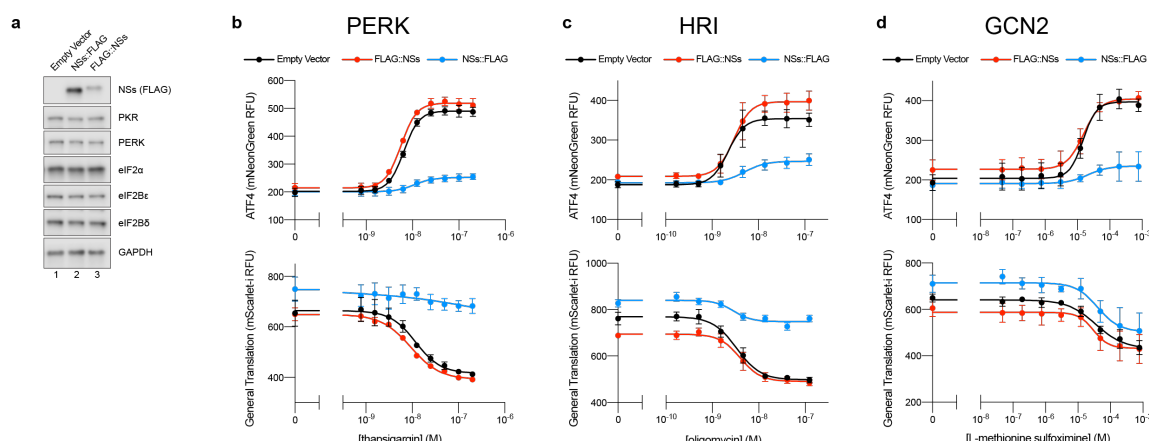 a
Empty Vector
NSs::FLAG
FLAG::NSs
NSs (FLAG)
PKR
PERK
eIF2α
eIF2Bε
eIF2Bδ
GAPDH
1 2 3
b
PERK
Empty Vector FLAG::NSs NSs::FLAG
ATF4 (mNeonGreen RFU)
600
500
400
300
200
100
0 10-9 10-8 10-7 10-6
General Translation (mScarlet-i RFU)
800
600
400
0 10-9 10-8 10-7 10-6
[thapsigargin] (M)
c
HRI
Empty Vector FLAG::NSs NSs::FLAG
ATF4 (mNeonGreen RFU)
400
300
200
100
0 10-10 10-9 10-8 10-7
General Translation (mScarlet-i RFU)
1000
800
600
400
0 10-10 10-9 10-8 10-7
[oligomycin] (M)
d
GCN2
Empty Vector FLAG::NSs NSs::FLAG
ATF4 (mNeonGreen RFU)
400
300
200
100
0 10-8 10-7 10-6 10-5 10-4 10-3
General Translation (mScarlet-i RFU)
800
600
400
200
0 10-8 10-7 10-6 10-5 10-4 10-3
[L-methionine sulfoximine] (M)